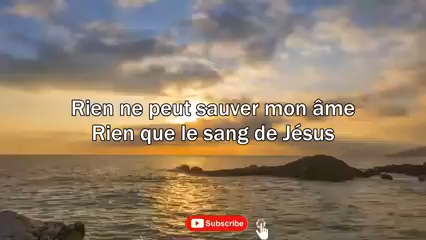 Rien ne peut sauver mon âme
Rien que le sang de Jésus
Subscribe